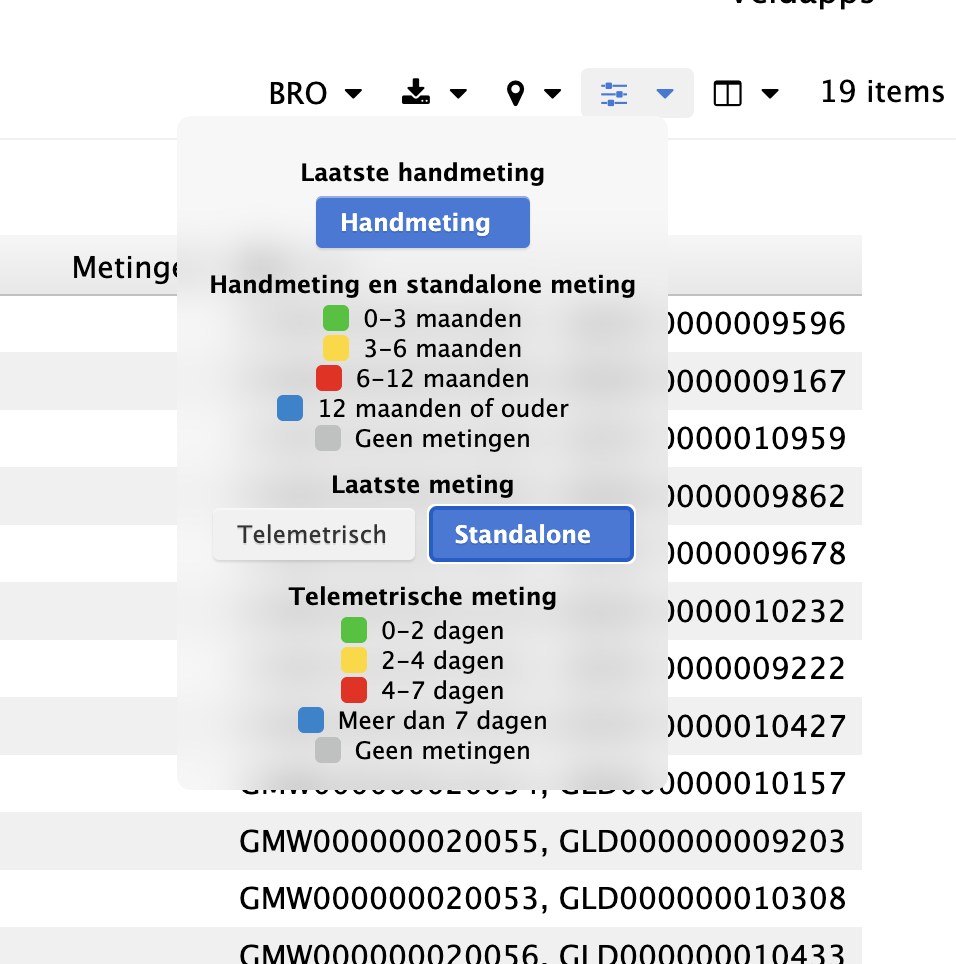 BRO
19 items
Laatste handmeting
Handmeting
Metinge
Handmeting en standalone meting
0-3 maanden
0000009596
3-6 maanden
6-12 maanden
0000009167
12 maanden of ouder
Geen metingen
0000010959
Laatste meting
0000009862
Telemetrisch
Standalone
0000009678
Telemetrische meting
0-2 dagen
0000010232
2-4 dagen
0000009222
4-7 dagen
Meer dan 7 dagen
0000010427
Geen metingen
0000010157
GMW000000020055, GLD000000009203
GMW000000020053, GLD000000010308
GMW000000020056, GLD000000010433